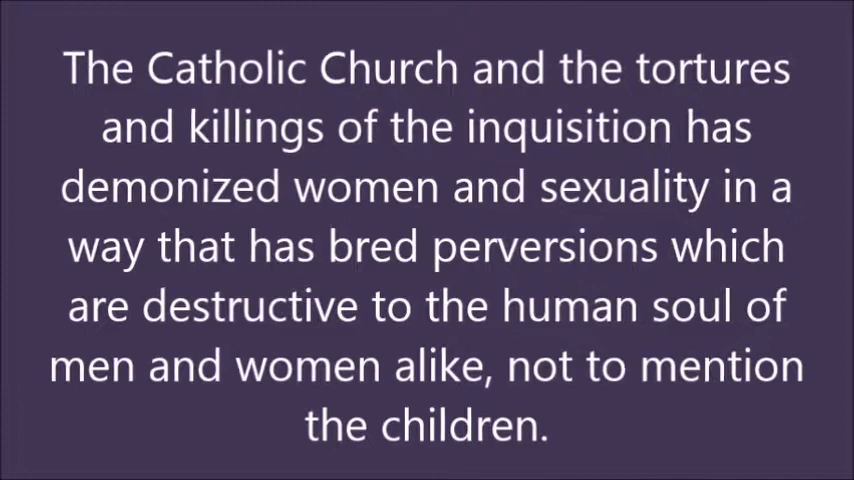 The Catholic Church and the tortures
and killings of the inquisition has
demonized women and sexuality in a
way that has bred perversions which
are destructive to the human soul of
men and women alike, not to mention
the children.